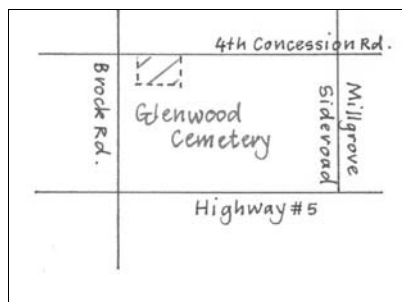 4th Concession Rd.
Brock Rd.
Glenwood
Cemetery
Millgrove
Sideroad
Highway #5